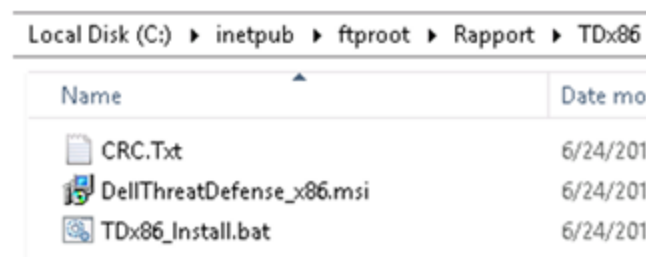 Local Disk (C:) ▸ inetpub ▸ ftproot ▸ Rapport ▸ TDx86
Name Date mo
CRC.Txt 6/24/201
DellThreatDefense_x86.msi 6/24/201
TDx86_Install.bat 6/24/201